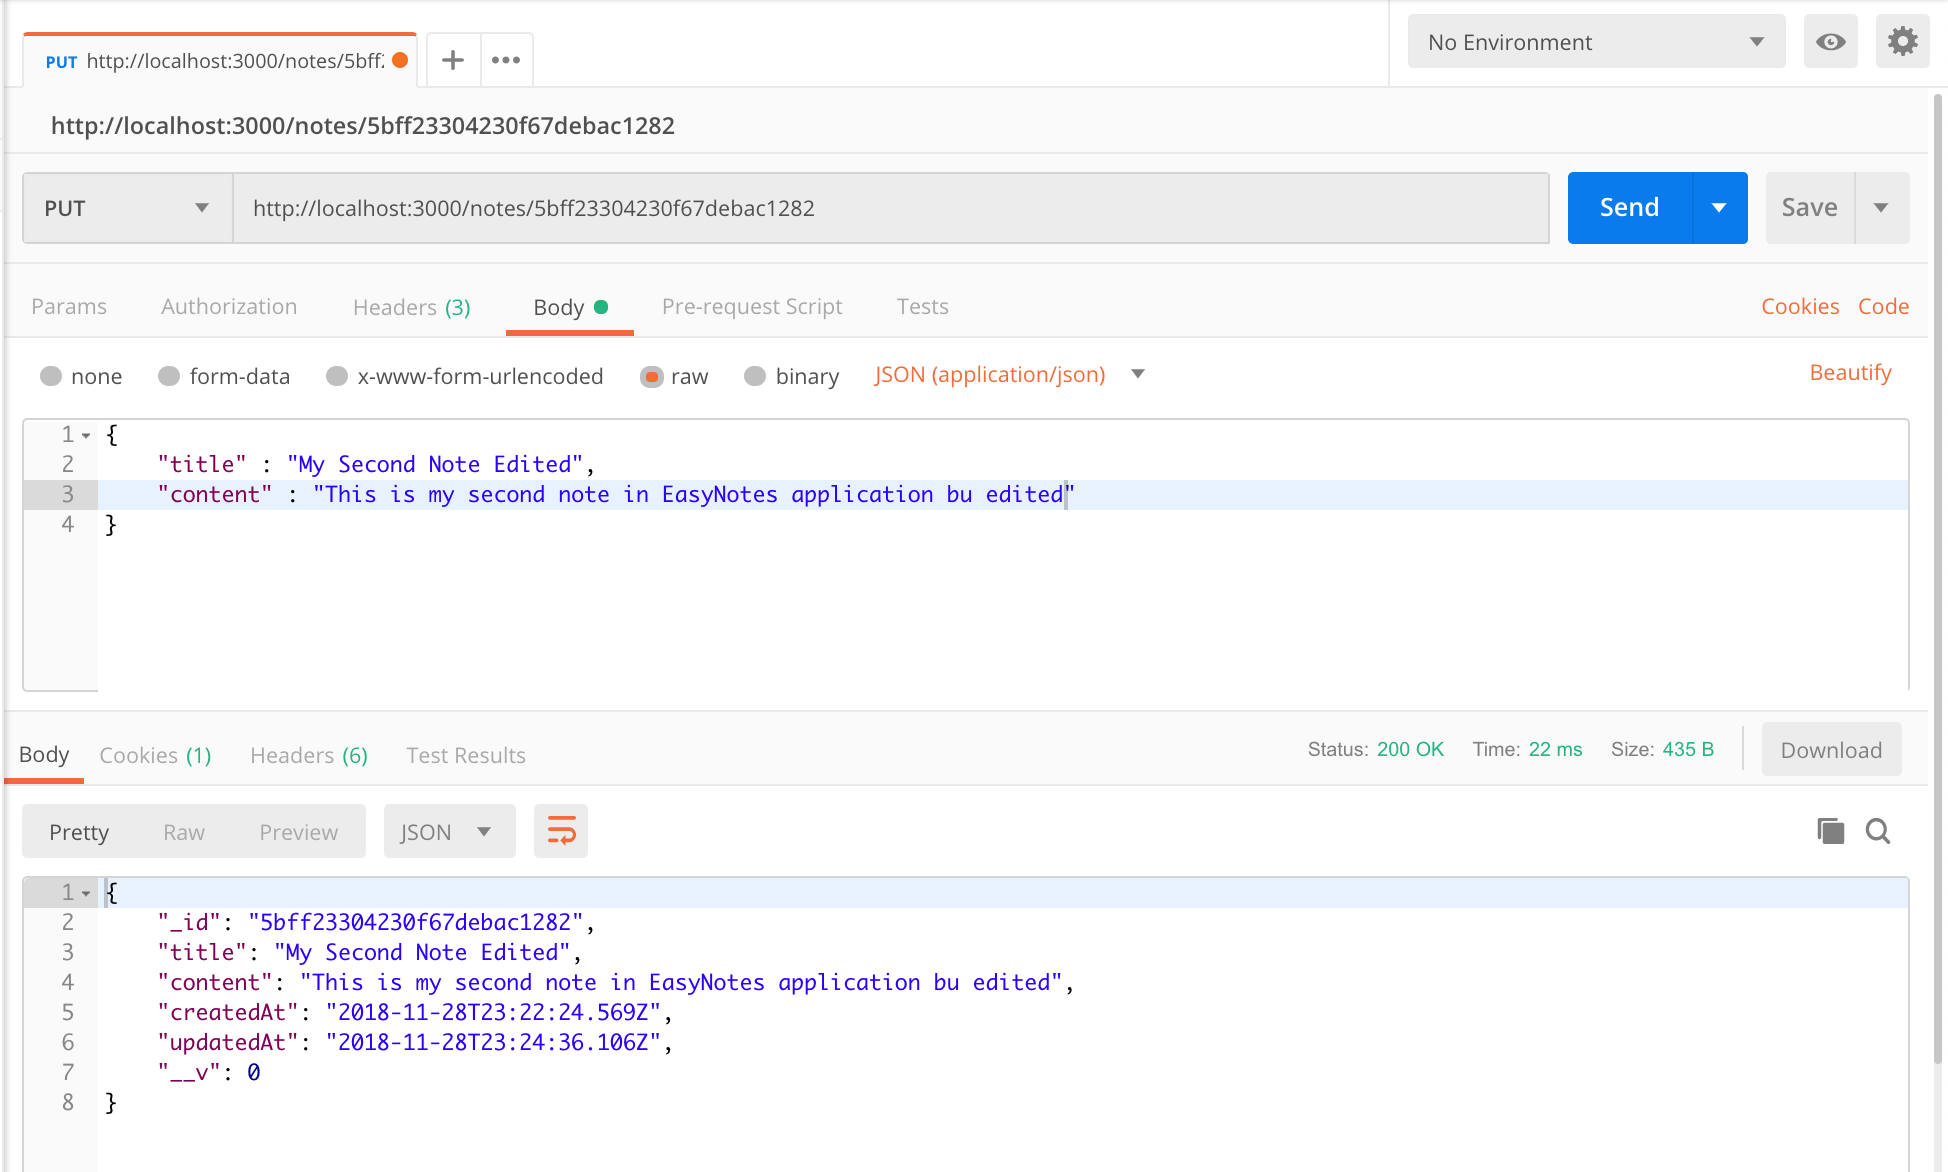 PUT http://localhost:3000/notes/5bff
No Environment
http://localhost:3000/notes/5bff23304230f67debac1282
PUT http://localhost:3000/notes/5bff23304230f67debac1282 Send Save
Params Authorization Headers (3) Body Pre-request Script Tests Cookies Code
none form-data x-www-form-urlencoded raw binary JSON (application/json) Beautify
1 {
2 "title" : "My Second Note Edited",
3 "content" : "This is my second note in EasyNotes application bu edited"
4 }
Body Cookies (1) Headers (6) Test Results Status: 200 OK Time: 22 ms Size: 435 B Download
Pretty Raw Preview JSON
1 {
2 "_id": "5bff23304230f67debac1282",
3 "title": "My Second Note Edited",
4 "content": "This is my second note in EasyNotes application bu edited",
5 "createdAt": "2018-11-28T23:22:24.569Z",
6 "updatedAt": "2018-11-28T23:24:36.106Z",
7 "__v": 0
8 }